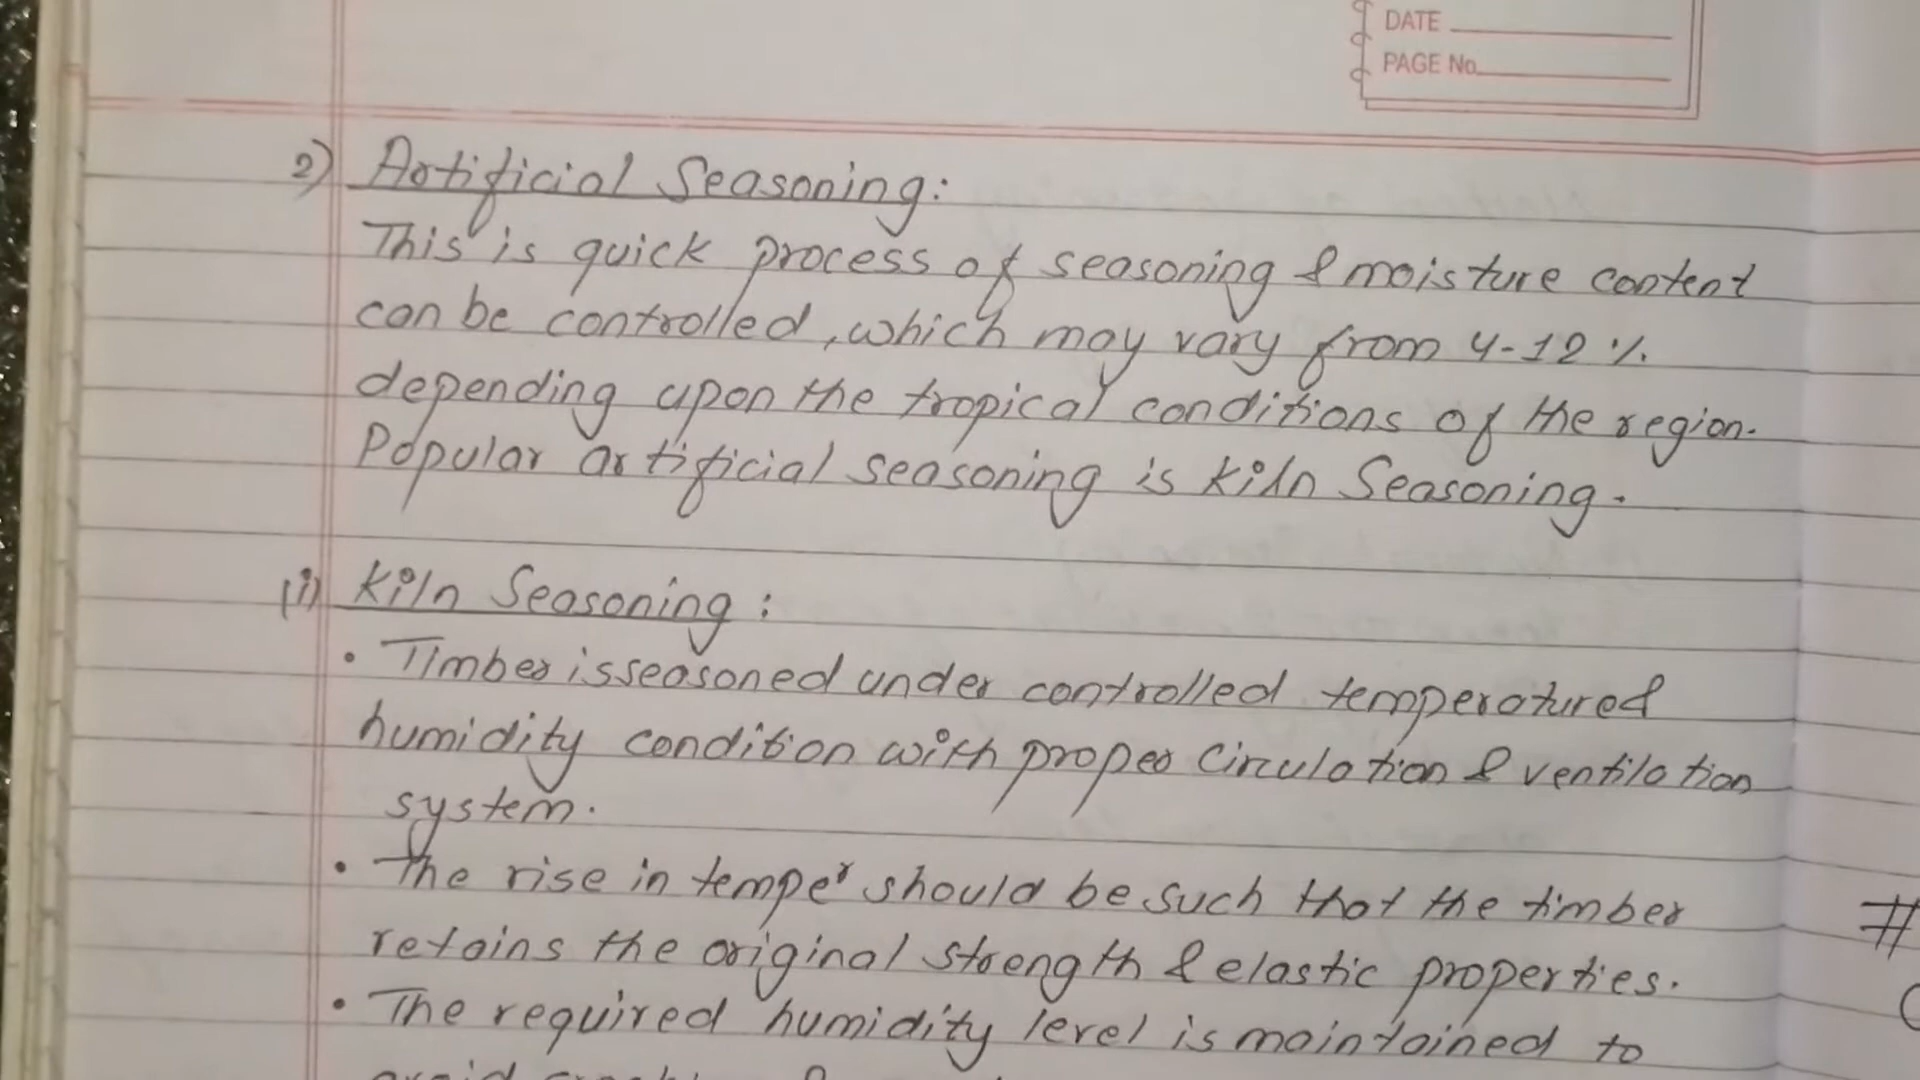 DATE
PAGE No.
2) Artificial Seasoning:
This is quick process of seasoning & moisture content
can be controlled, which may vary from 4-12 %
depending upon the tropical conditions of the region.
Popular artificial seasoning is kiln Seasoning.
(i) Kiln Seasoning:
• Timber is seasoned under controlled temperature &
humidity condition with proper Circulation & ventilation
system.
• The rise in temper should be such that the timber
retains the original strength & elastic properties.
• The required humidity level is maintained to
#